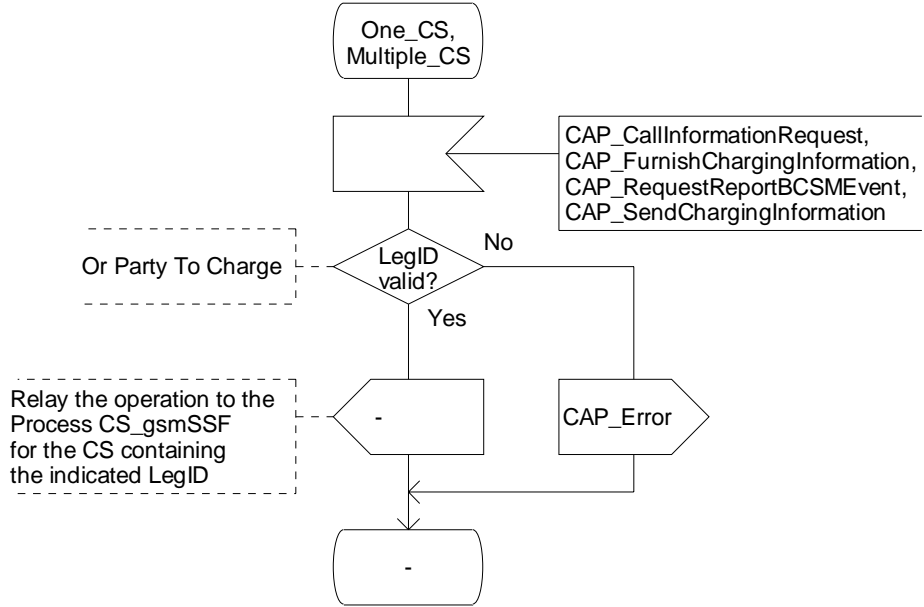 One_CS,
Multiple_CS
CAP_CallInformationRequest,
CAP_FurnishChargingInformation,
CAP_RequestReportBCSMEvent,
CAP_SendChargingInformation
Or Party To Charge
LegID
valid?
No
Yes
Relay the operation to the
Process CS_gsmSSF
for the CS containing
the indicated LegID
-
CAP_Error
-